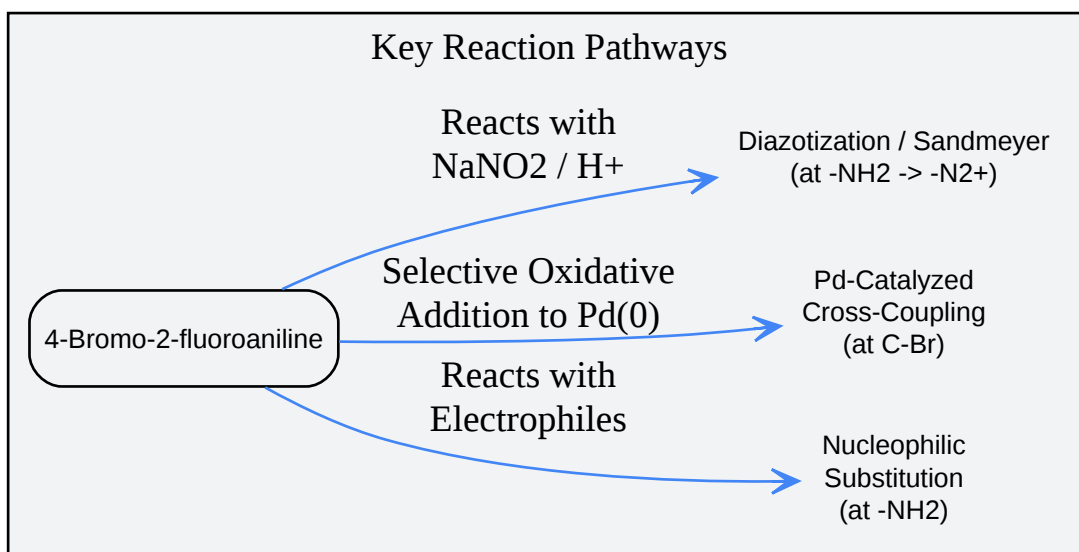 Key Reaction Pathways
Reacts with
NaNO2 / H+
Diazotization / Sandmeyer
(at -NH2 -> -N2+)
Selective Oxidative
Addition to Pd(0)
Pd-Catalyzed
Cross-Coupling
(at C-Br)
4-Bromo-2-fluoroaniline
Reacts with
Electrophiles
Nucleophilic
Substitution
(at -NH2)